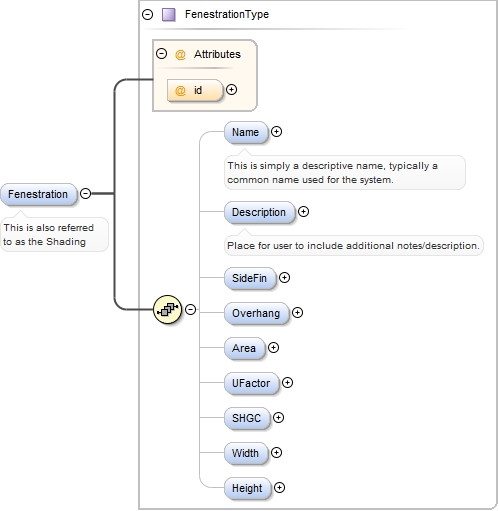 FenestrationType
@ Attributes
@ id
Name
This is simply a descriptive name, typically a
common name used for the system.
Fenestration
This is also referred
to as the Shading
Description
Place for user to include additional notes/description.
SideFin
Overhang
Area
UFactor
SHGC
Width
Height